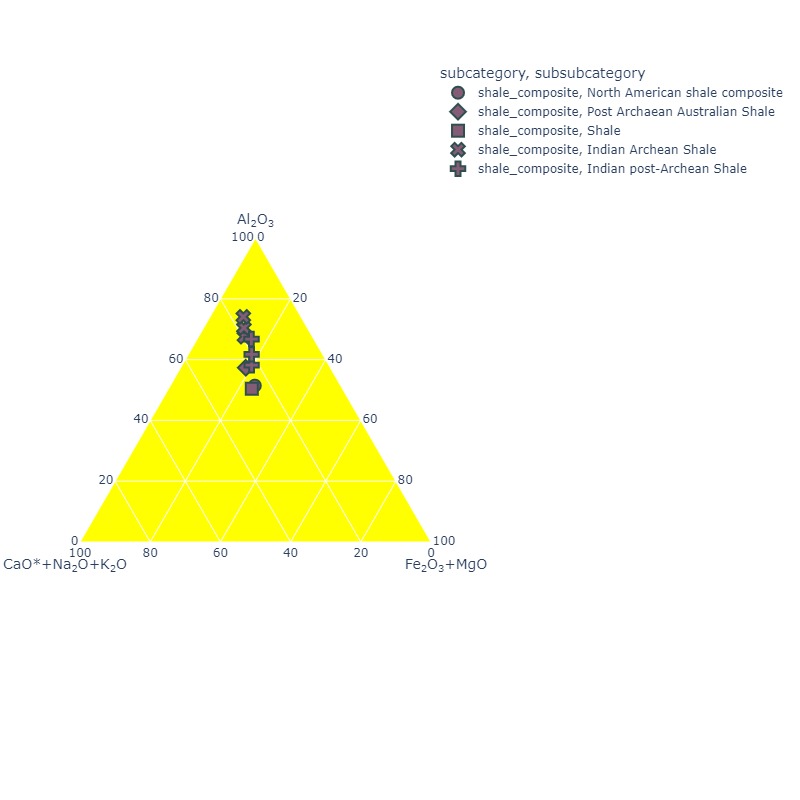 subcategory, subsubcategory
shale_composite, North American shale composite
shale_composite, Post Archaean Australian Shale
shale_composite, Shale
shale_composite, Indian Archean Shale
shale_composite, Indian post-Archean Shale
Al₂O₃
100 0
80 20
60 40
40 60
20 80
0 100
100 80 60 40 20 0
CaO*+Na₂O+K₂O Fe₂O₃+MgO